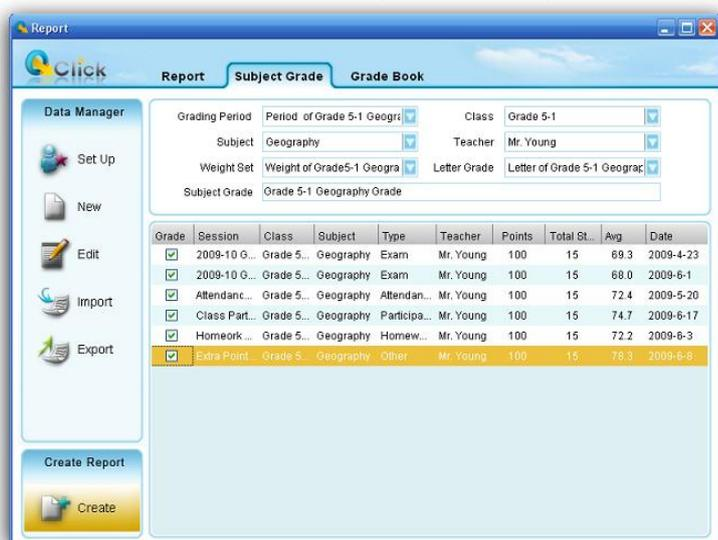 Report
Click
Report Subject Grade Grade Book
Data Manager
Set Up
New
Edit
Import
Export
Create Report
Create
Grading Period Period of Grade 5-1 Geogra Class Grade 5-1
Subject Geography Teacher Mr. Young
Weight Set Weight of Grade5-1 Geogra Letter Grade Letter of Grade 5-1 Geograp
Subject Grade Grade 5-1 Geography Grade
Grade Session Class Subject Type Teacher Points Total St... Avg Date
2009-10 G... Grade 5... Geography Exam Mr. Young 100 15 69.3 2009-4-23
2009-10 G... Grade 5... Geography Exam Mr. Young 100 15 68.0 2009-6-1
Attendanc... Grade 5... Geography Attendan... Mr. Young 100 15 72.4 2009-5-20
Class Part... Grade 5... Geography Participa... Mr. Young 100 15 74.7 2009-6-17
Homeork ... Grade 5... Geography Homew... Mr. Young 100 15 72.2 2009-6-3
Extra Point... Grade 5... Geography Other Mr. Young 100 15 78.3 2009-6-8